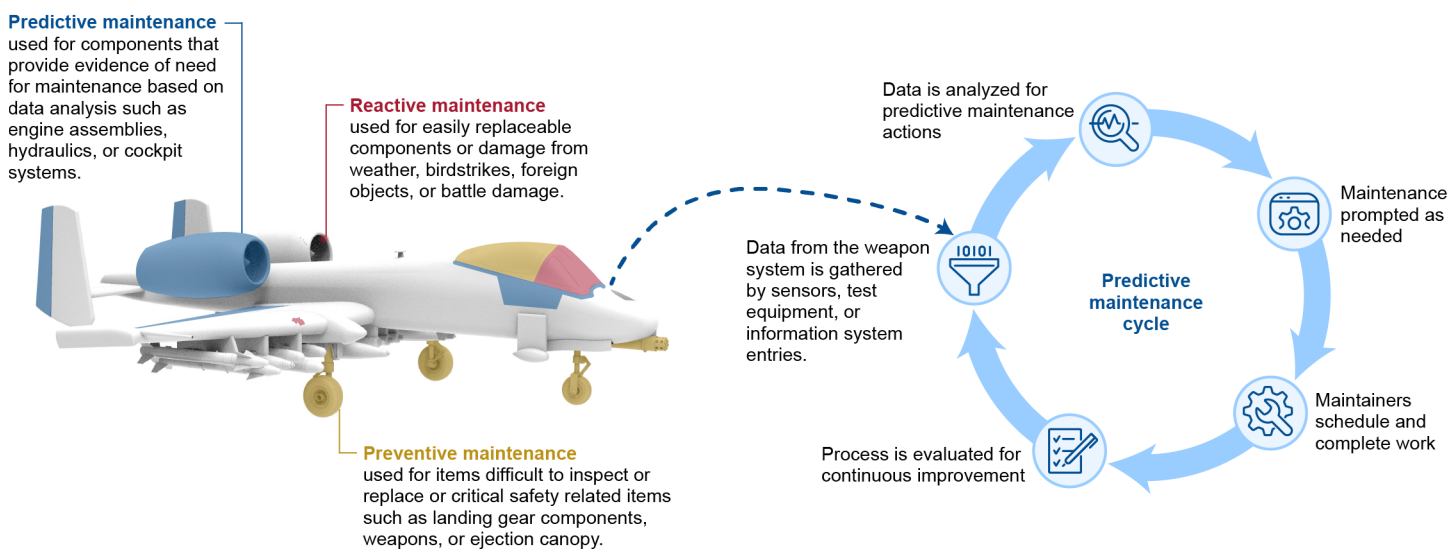 Predictive maintenance
used for components that
provide evidence of need
for maintenance based on
data analysis such as
engine assemblies,
hydraulics, or cockpit
systems.
Reactive maintenance
used for easily replaceable
components or damage from
weather, birdstrikes, foreign
objects, or battle damage.
Preventive maintenance
used for items difficult to inspect or
replace or critical safety related items
such as landing gear components,
weapons, or ejection canopy.
Data is analyzed for
predictive maintenance
actions
Maintenance
prompted as
needed
10101
Data from the weapon
system is gathered
by sensors, test
equipment, or
information system
entries.
Predictive
maintenance
cycle
Maintainers
schedule and
complete work
Process is evaluated for
continuous improvement